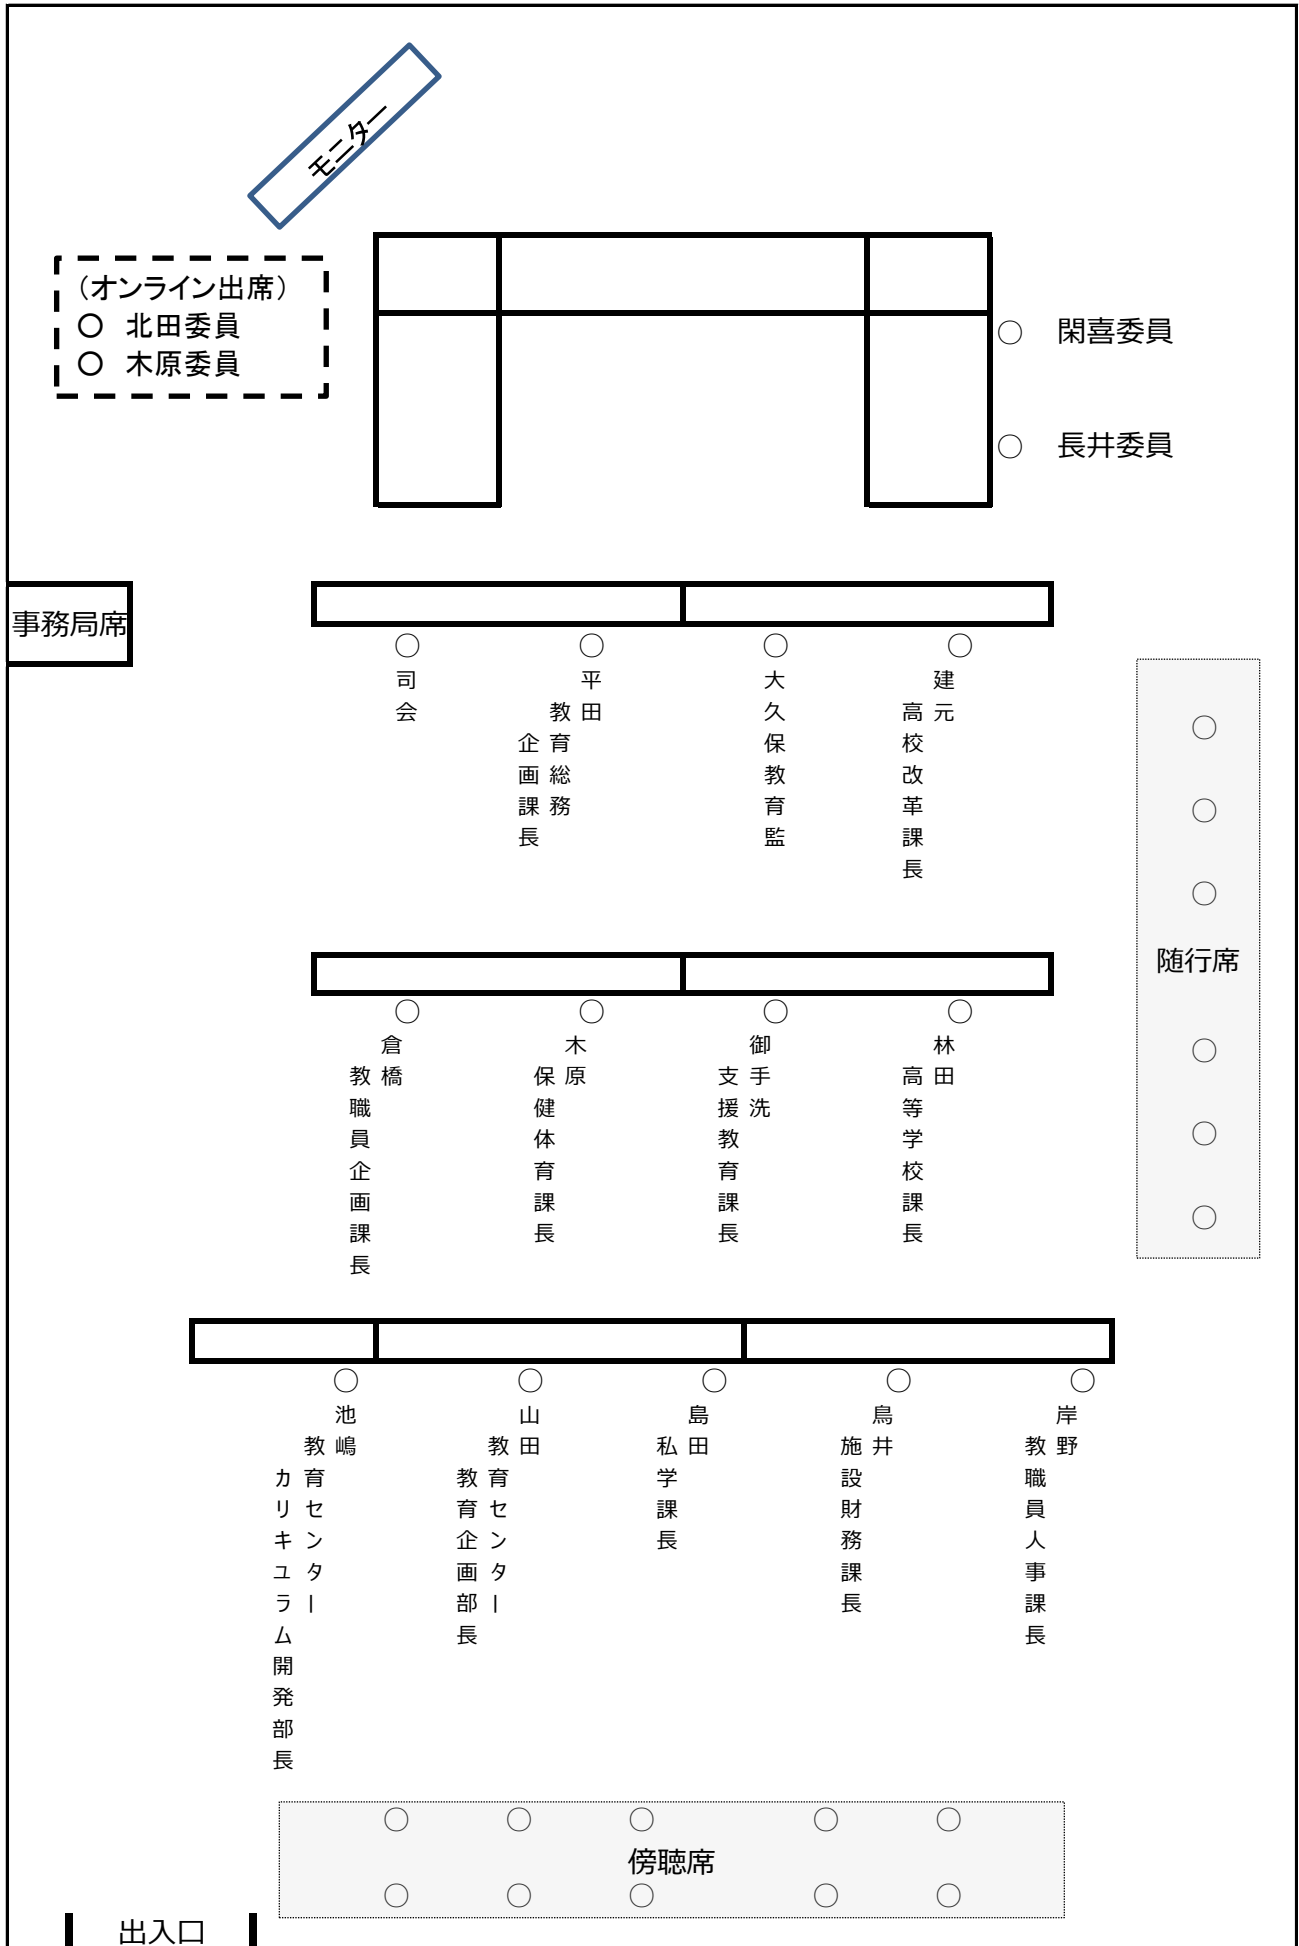 モニター
（オンライン出席）
○　北田委員
○　木原委員
○　閑喜委員
○　長井委員
事務局席
○　○　○　○
司会
平田
教育総務
企画課長
大久保教育監
建元
高校改革課長
○
○
○
随行席
○
○
○
○　○　○　○
倉橋
教職員企画課長
木原
保健体育課長
御手洗
支援教育課長
林田
高等学校課長
○　○　○　○　○
池嶋
教育センター
カリキュラム開発部長
山田
教育センター
教育企画部長
島田
私学課長
鳥井
施設財務課長
岸野
教職員人事課長
○　○　○　○　○
傍聴席
○　○　○　○　○
出入口